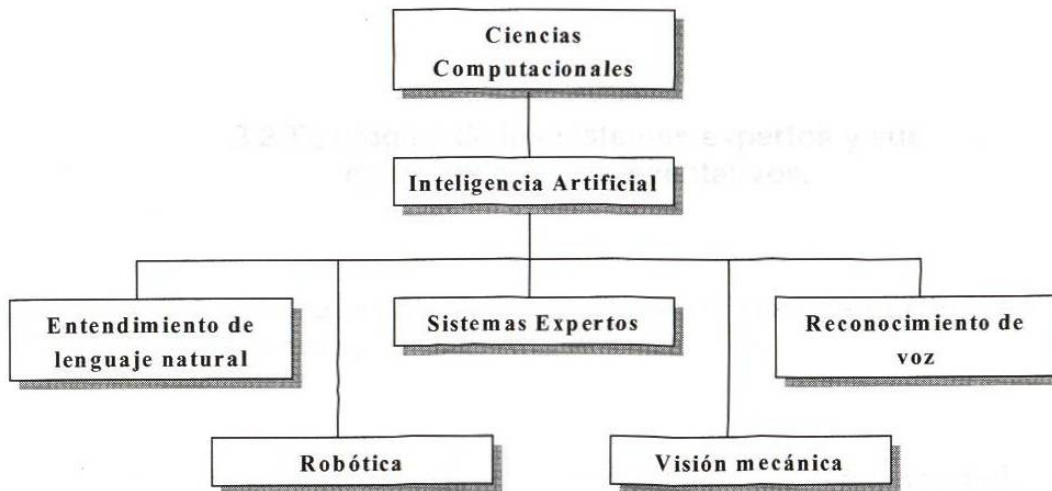 Ciencias
Computacionales
Inteligencia Artificial
Entendimiento de
lenguaje natural
Sistemas Expertos
Reconocimiento de
voz
Robótica
Visión mecánica